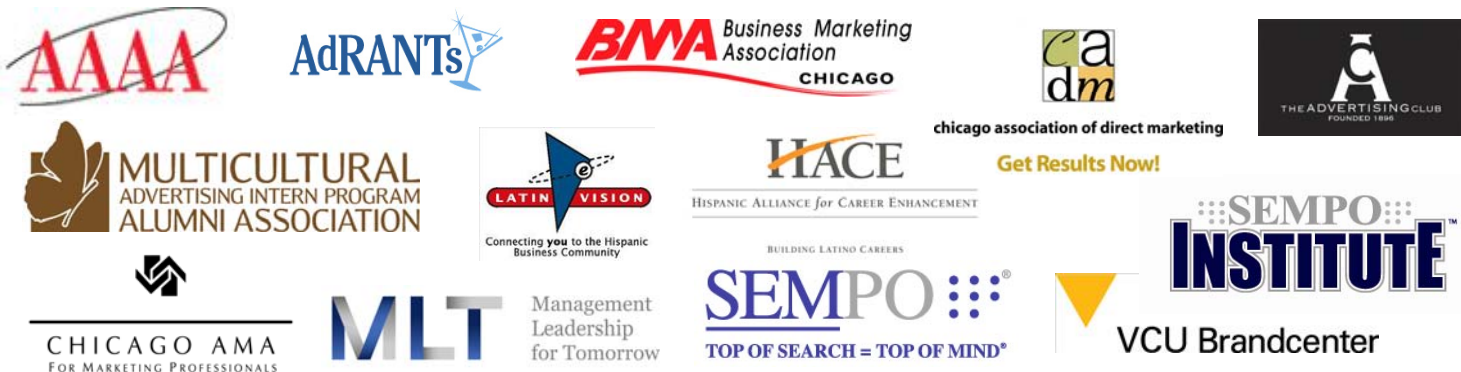 AAAA
AdRANTs
BMA Business Marketing
Association
CHICAGO
ca
dm
chicago association of direct marketing
Get Results Now!
AC
THE ADVERTISING CLUB
FOUNDED 1896
MULTICULTURAL
ADVERTISING INTERN PROGRAM
ALUMNI ASSOCIATION
e
LATIN VISION
Connecting you to the Hispanic
Business Community
HACE
HISPANIC ALLIANCE for CAREER ENHANCEMENT
BUILDING LATINO CAREERS
SEMPO
INSTITUTE™
CHICAGO AMA
FOR MARKETING PROFESSIONALS
MLT
Management
Leadership
for Tomorrow
SEMPO®
TOP OF SEARCH = TOP OF MIND®
VCU Brandcenter